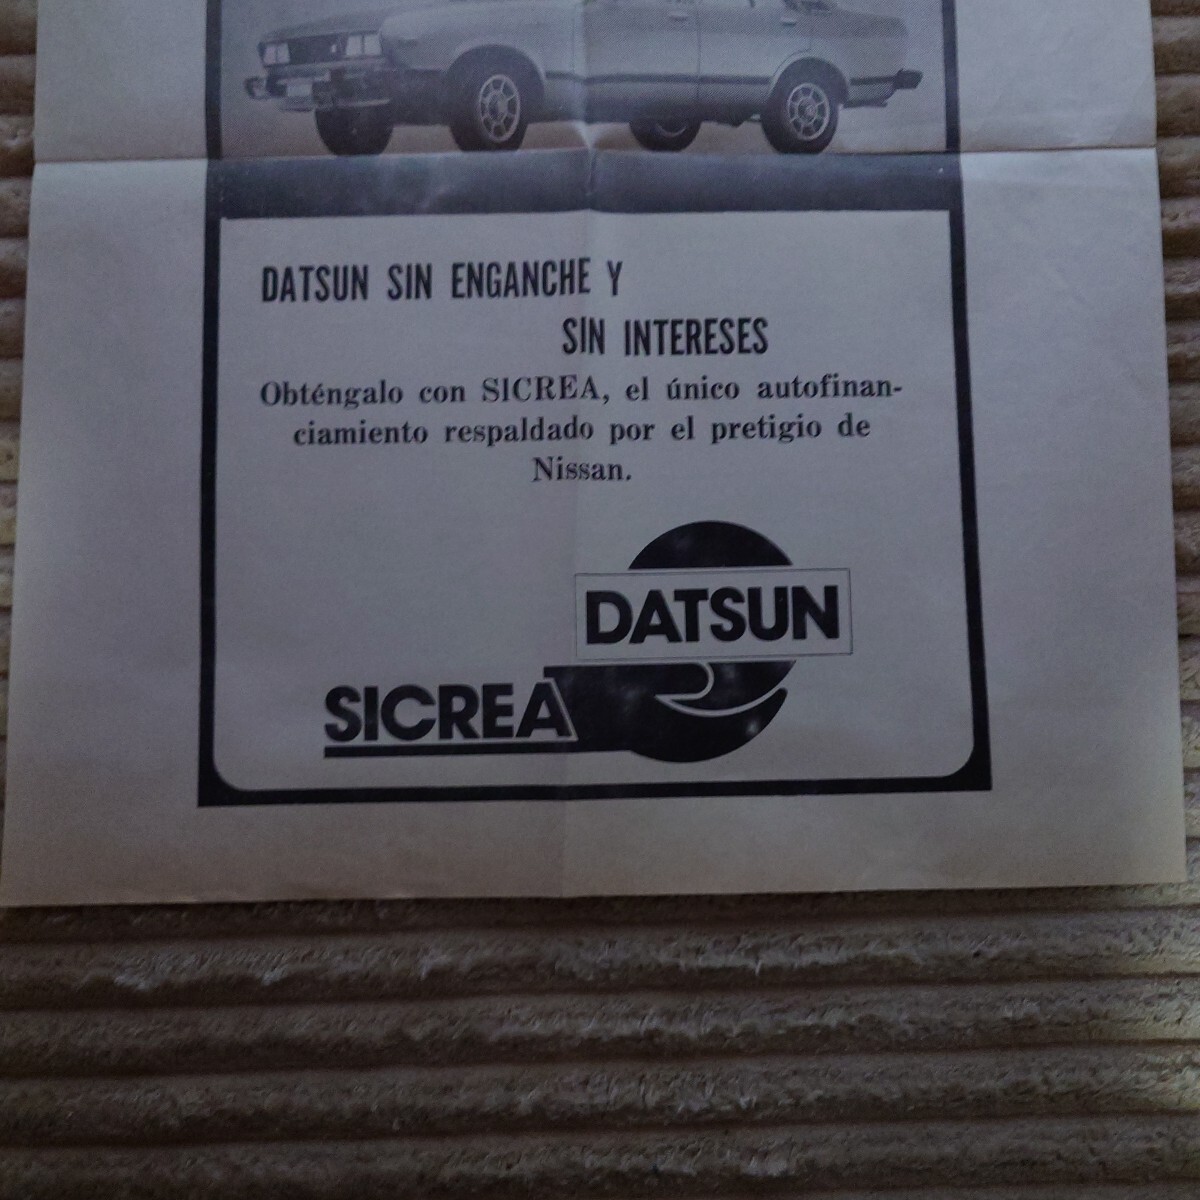 DATSUN SIN ENGANCHE Y
SIN INTERESES
Obténgalo con SICREA, el único autofinan-
ciamiento respaldado por el pretigio de
Nissan.
DATSUN
SICREA